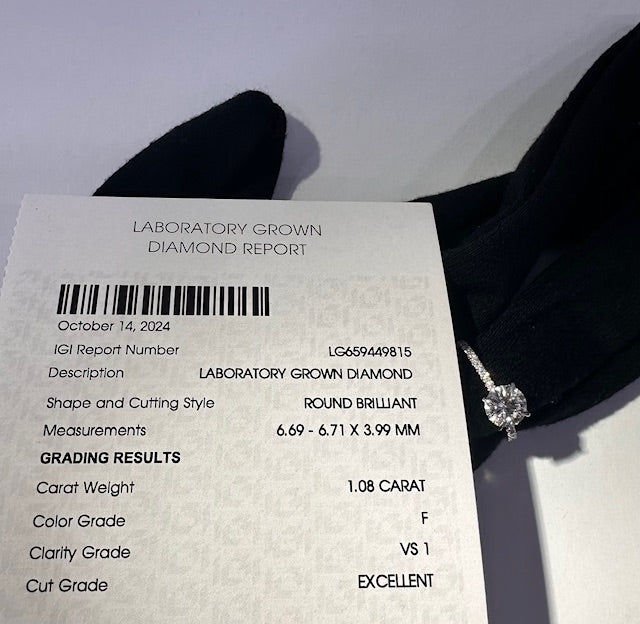 LABORATORY GROWN
DIAMOND REPORT
October 14, 2024
IGI Report Number LG659449815
Description LABORATORY GROWN DIAMOND
Shape and Cutting Style ROUND BRILLIANT
Measurements 6.69 - 6.71 X 3.99 MM
GRADING RESULTS
Carat Weight 1.08 CARAT
Color Grade F
Clarity Grade VS 1
Cut Grade EXCELLENT